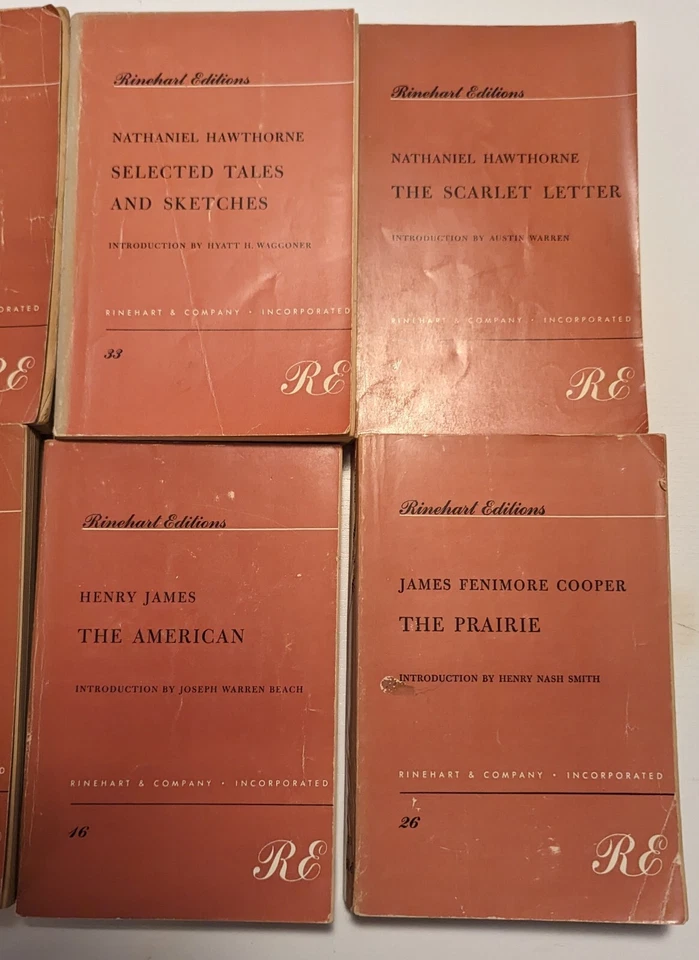 ORATED
RE
D
Rinehart Editions
NATHANIEL HAWTHORNE
SELECTED TALES
AND SKETCHES
INTRODUCTION BY HYATT H. WAGGONER
RINEHART & COMPANY · INCORPORATED
33
RE
Rinehart Editions
NATHANIEL HAWTHORNE
THE SCARLET LETTER
INTRODUCTION BY AUSTIN WARREN
RINEHART & COMPANY · INCORPORATED
RE
Rinehart Editions
HENRY JAMES
THE AMERICAN
INTRODUCTION BY JOSEPH WARREN BEACH
RINEHART & COMPANY · INCORPORATED
16
RE
Rinehart Editions
JAMES FENIMORE COOPER
THE PRAIRIE
INTRODUCTION BY HENRY NASH SMITH
RINEHART & COMPANY · INCORPORATED
26
RE